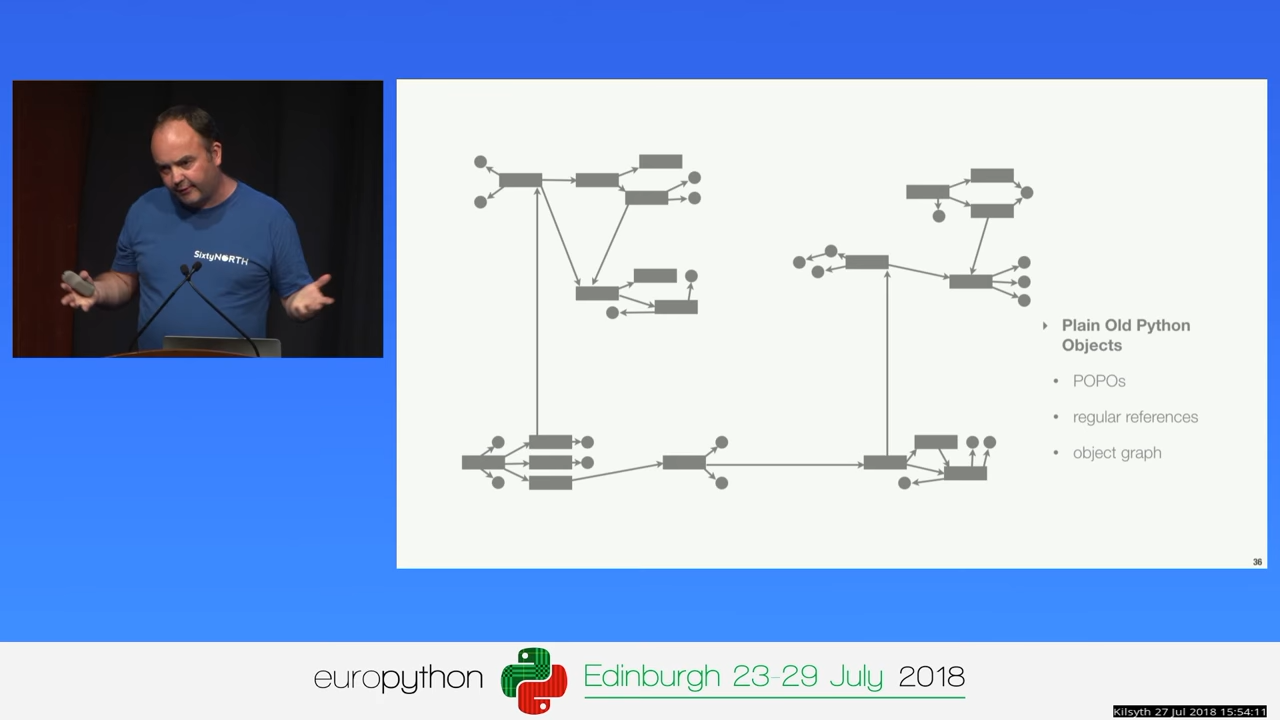 SixtyNORTH
Plain Old Python
Objects
POPOs
regular references
object graph
36
europython
Edinburgh 23-29 July 2018
Kilsyth 27 Jul 2018 15:54:11